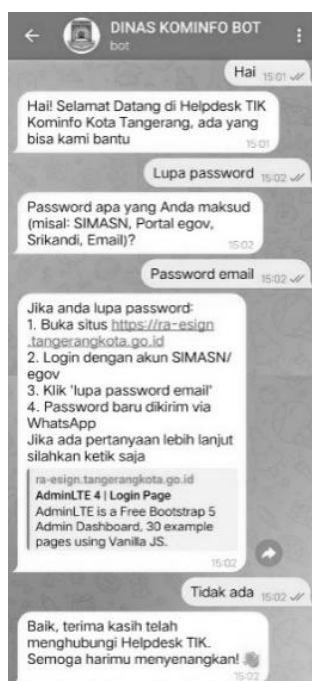 DINAS KOMINFO BOT
bot
Hai 15:01
Hai! Selamat Datang di Helpdesk TIK
Kominfo Kota Tangerang, ada yang
bisa kami bantu
15:01
Lupa password 15:02
Password apa yang Anda maksud
(misal: SIMASN, Portal egov,
Srikandi, Email)?
15:02
Password email 15:02
Jika anda lupa password:
1. Buka situs https://ra-esign
.tangerangkota.go.id
2. Login dengan akun SIMASN/
egov
3. Klik 'lupa password email'
4. Password baru dikirim via
WhatsApp
Jika ada pertanyaan lebih lanjut
silahkan ketik saja
ra-esign.tangerangkota.go.id
AdminLTE 4 | Login Page
AdminLTE is a Free Bootstrap 5
Admin Dashboard, 30 example
pages using Vanilla JS.
15:02
Tidak ada 15:02
Baik, terima kasih telah
menghubungi Helpdesk TIK.
Semoga harimu menyenangkan! 👋
15:02